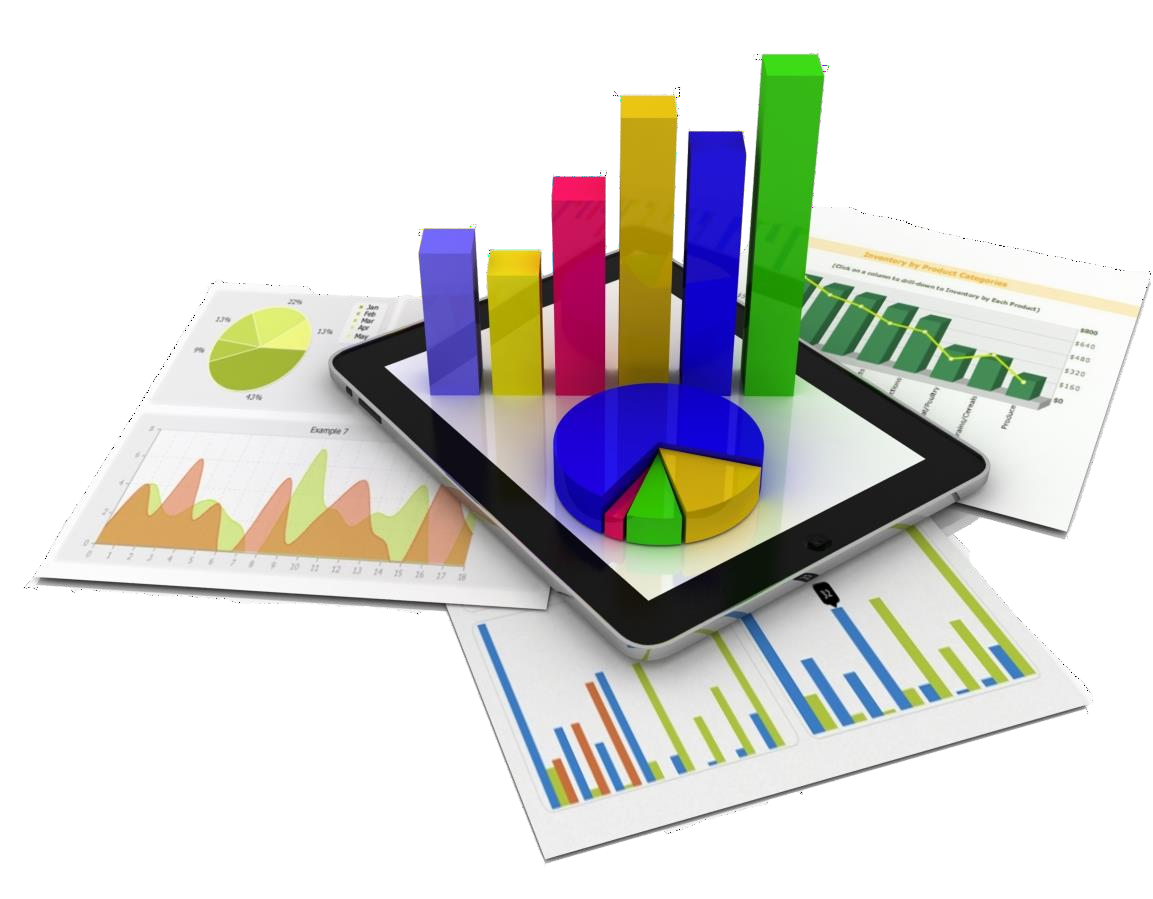 22%
13%
13%
9%
43%
Jan
Feb
Mar
Apr
May
Example 7
8
6
4
2
0
0 1 2 3 4 5 6 7 8 9 10 11 12 13 14 15 16 17 18
Inventory by Product Categories
(Click on a column to drill-down to Inventory by Each Product)
$800
$640
$480
$320
$160
$0
Produce
32